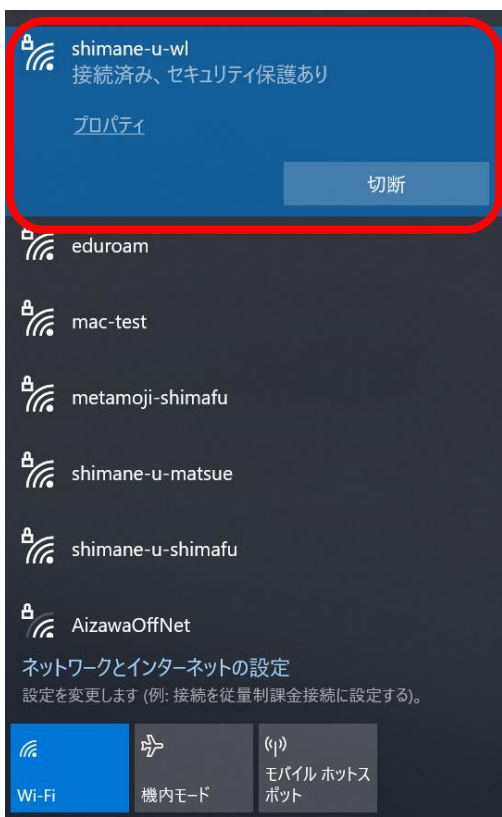 shimane-u-wl
接続済み、セキュリティ保護あり
プロパティ
切断
eduroam
mac-test
metamoji-shimafu
shimane-u-matsue
shimane-u-shimafu
AizawaOffNet
ネットワークとインターネットの設定
設定を変更します (例: 接続を従量制課金接続に設定する)。
Wi-Fi
機内モード
モバイル ホットス
ポット